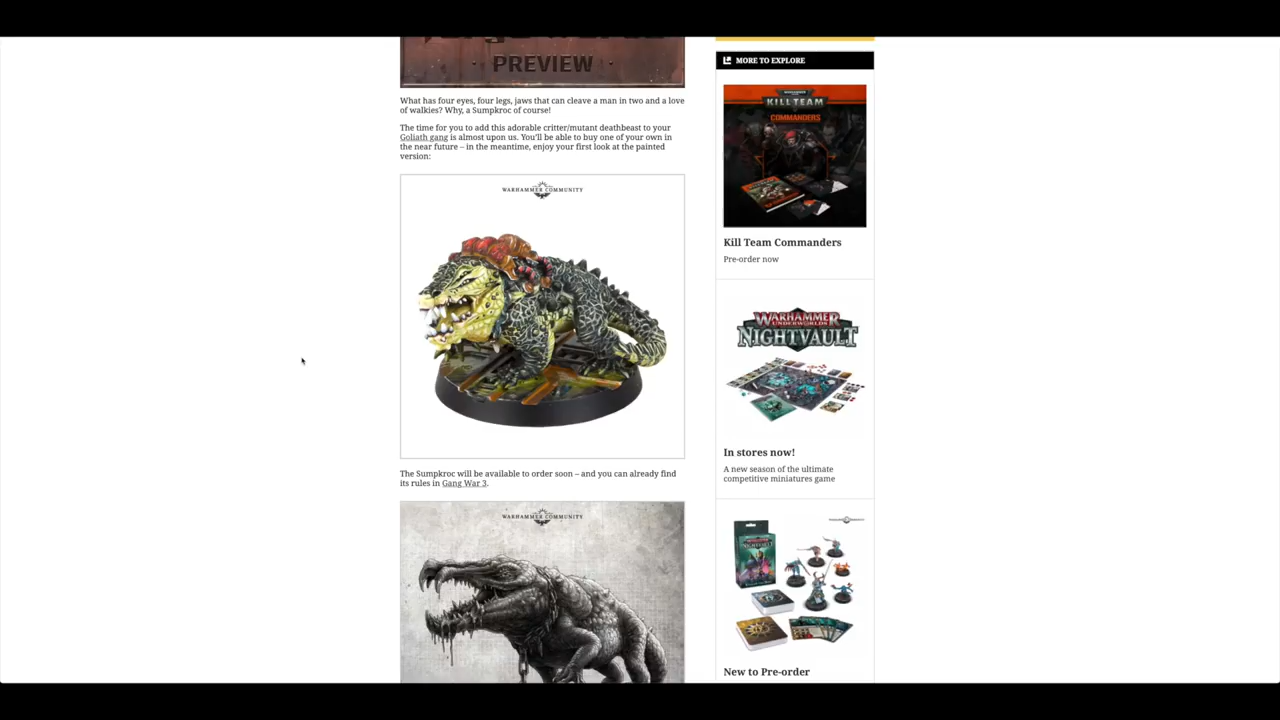 · PREVIEW ·
What has four eyes, four legs, jaws that can cleave a man in two and a love
of walkies? Why, a Sumpkroc of course!
The time for you to add this adorable critter/mutant deathbeast to your
Goliath gang is almost upon us. You'll be able to buy one of your own in
the near future – in the meantime, enjoy your first look at the painted
version:
WARHAMMER COMMUNITY
The Sumpkroc will be available to order soon – and you can already find
its rules in Gang War 3.
WARHAMMER COMMUNITY
MORE TO EXPLORE
KILL TEAM
COMMANDERS
Kill Team Commanders
Pre-order now
WARHAMMER
UNDERWORLDS
NIGHTVAULT
In stores now!
A new season of the ultimate
competitive miniatures game
New to Pre-order